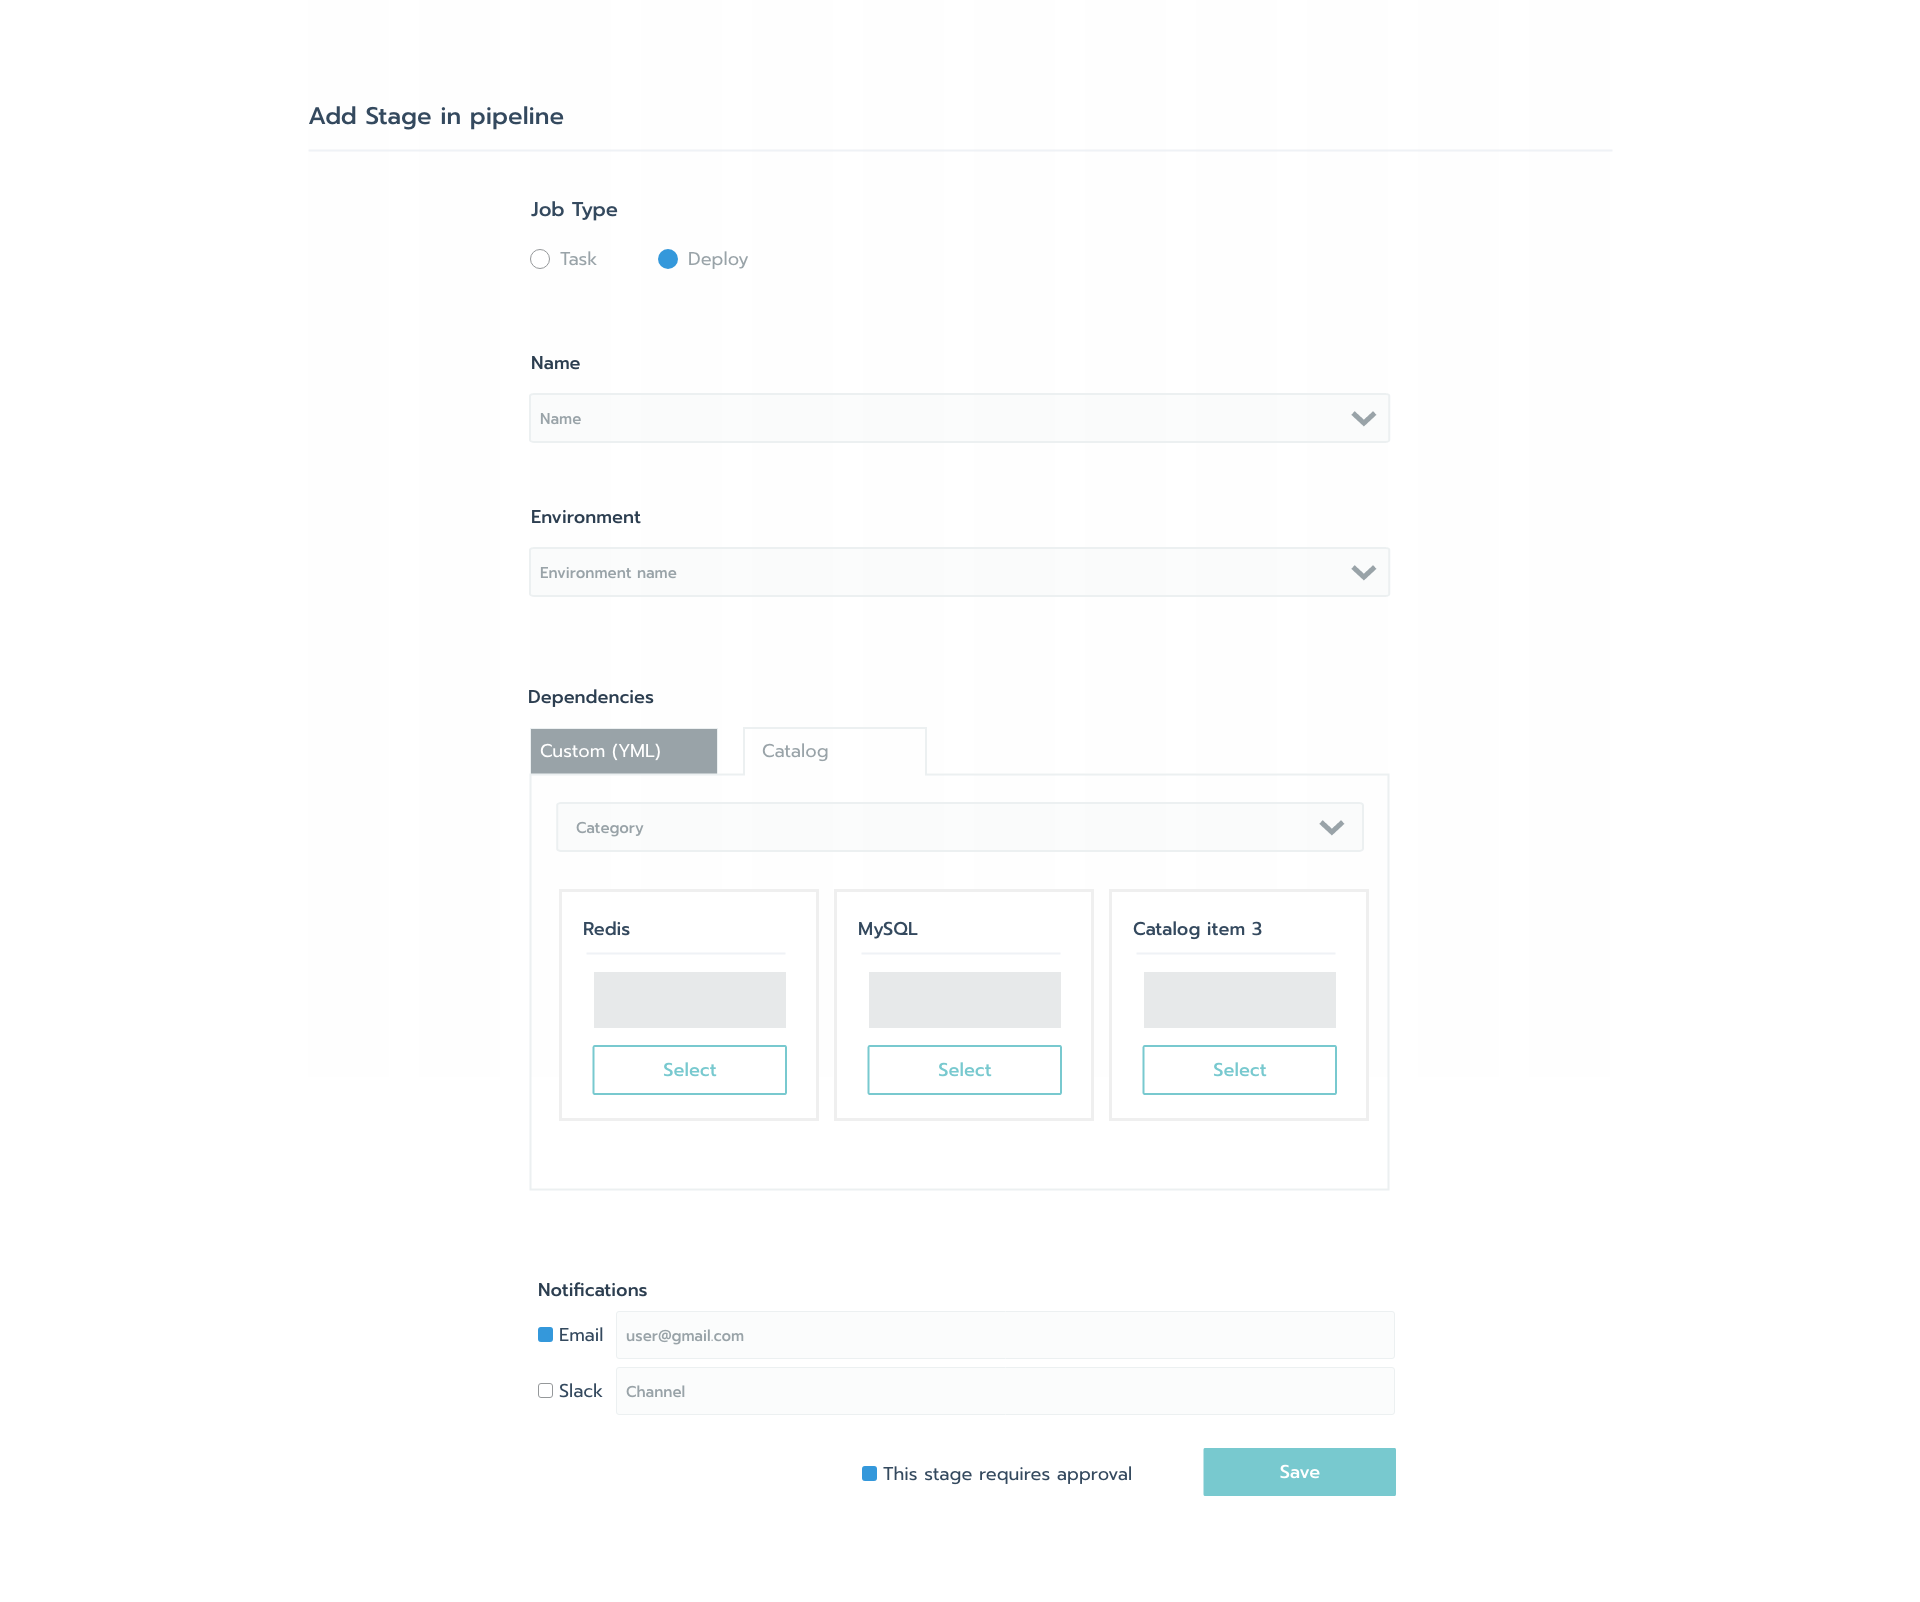 Add Stage in pipeline
Job Type
Task Deploy
Name
Name
Environment
Environment name
Dependencies
Custom (YML) Catalog
Category
Redis MySQL Catalog item 3
Select Select Select
Notifications
Email user@gmail.com
Slack Channel
This stage requires approval Save